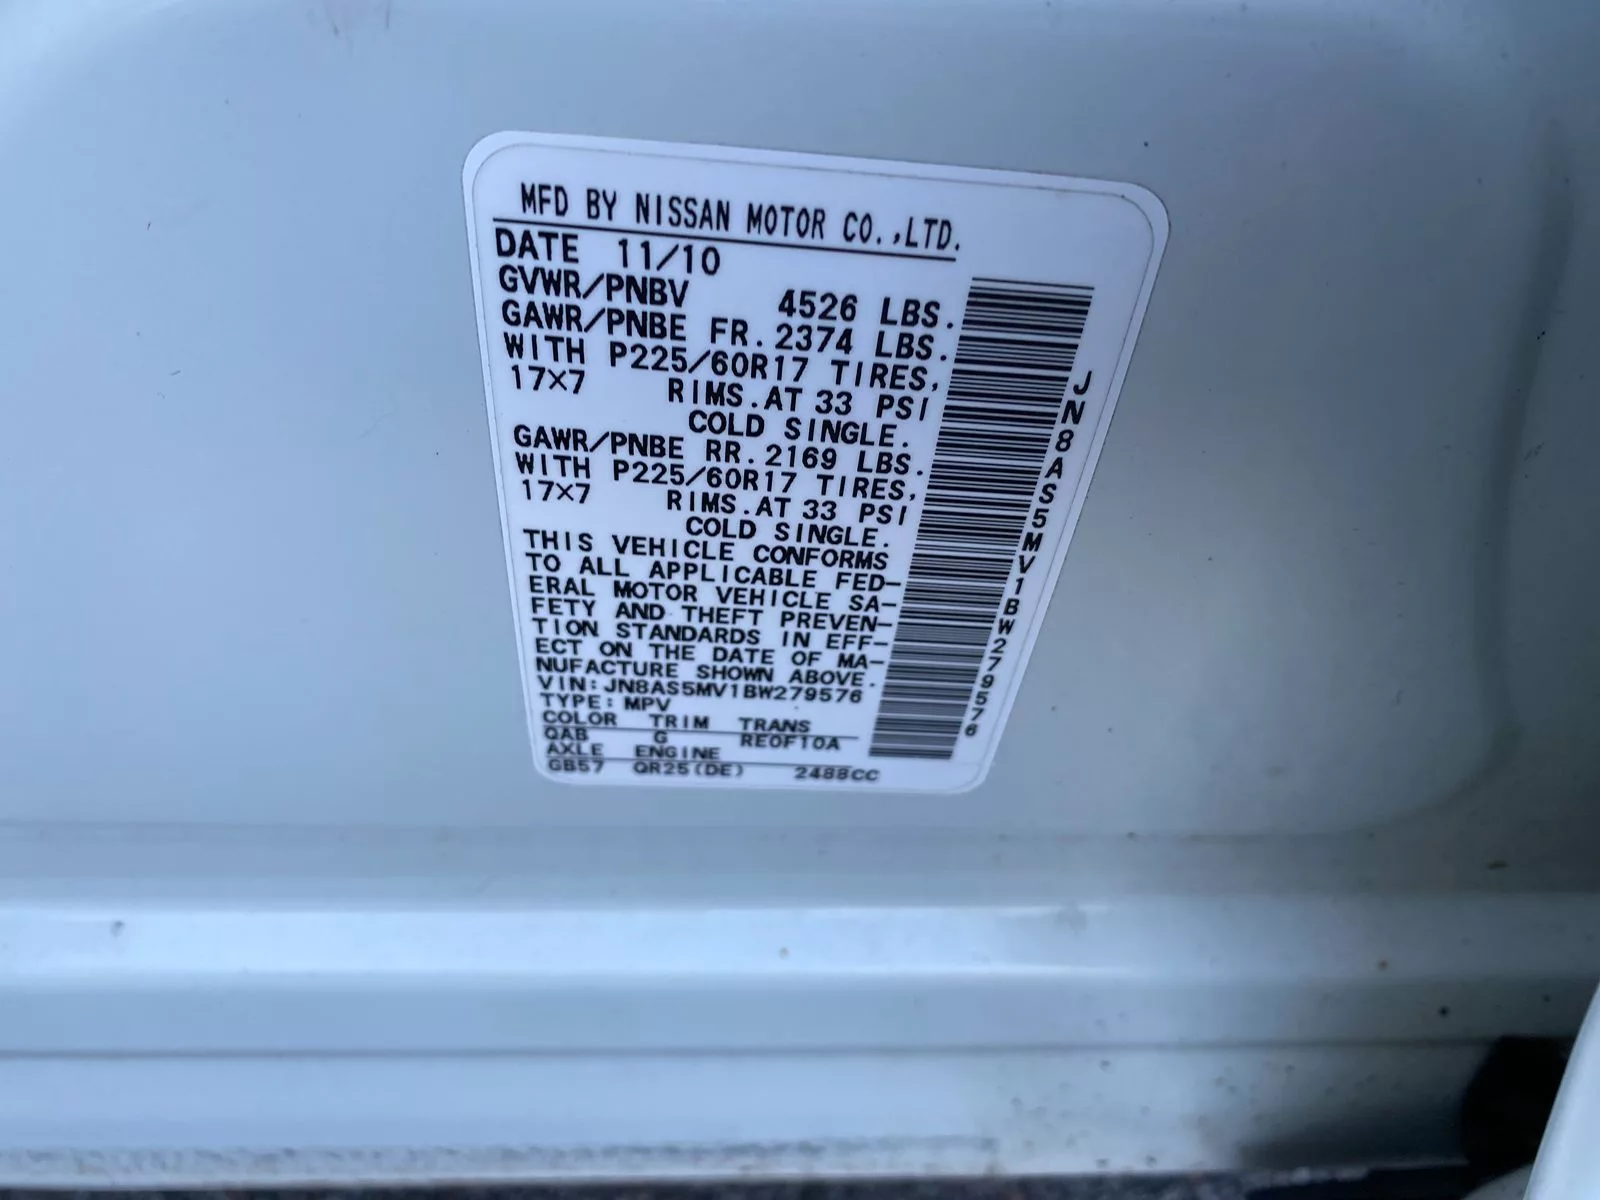 MFD BY NISSAN MOTOR CO.,LTD.
DATE 11/10
GVWR/PNBV 4526 LBS.
GAWR/PNBE FR. 2374 LBS.
WITH P225/60R17 TIRES,
17×7 RIMS.AT 33 PSI
COLD SINGLE.
GAWR/PNBE RR. 2169 LBS.
WITH P225/60R17 TIRES,
17×7 RIMS.AT 33 PSI
COLD SINGLE.
THIS VEHICLE CONFORMS
TO ALL APPLICABLE FED-
ERAL MOTOR VEHICLE SA-
FETY AND THEFT PREVEN-
TION STANDARDS IN EFF-
ECT ON THE DATE OF MA-
NUFACTURE SHOWN ABOVE.
VIN:JN8AS5MV1BW279576
TYPE:MPV
COLOR TRIM TRANS
QAB G RE0F10A
AXLE ENGINE
GB57 QR25(DE) 2488CC
JN8AS5MV1BW279576